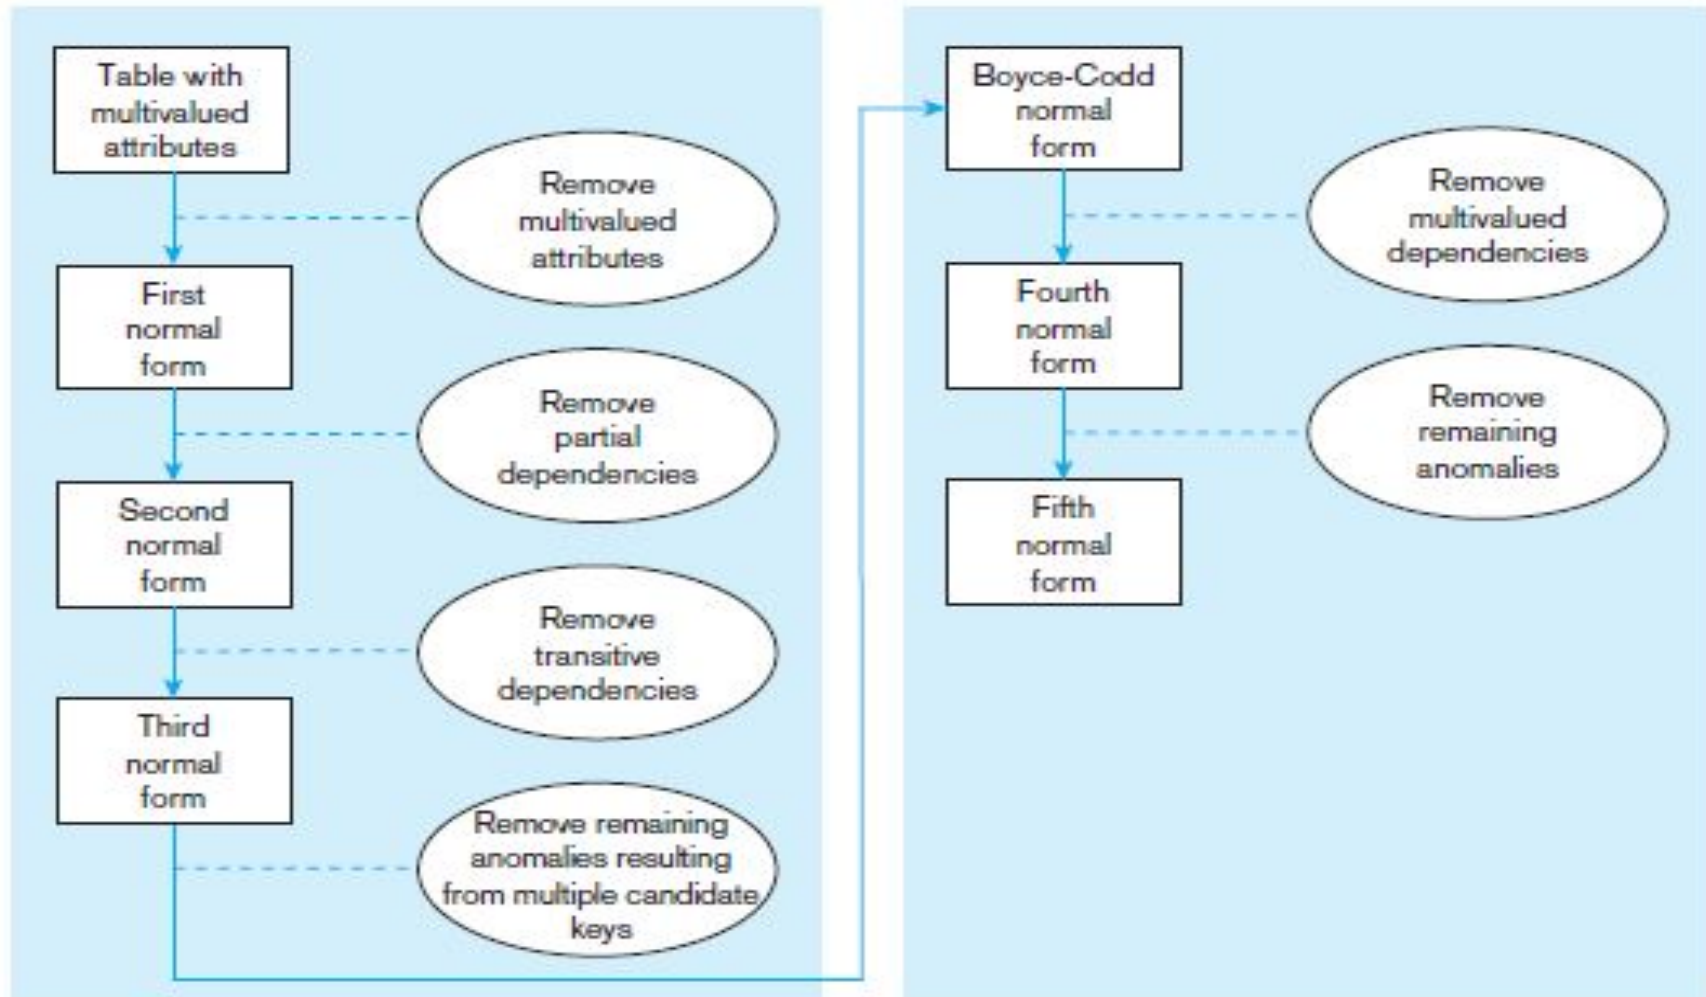 Table with
multivalued
attributes
Remove
multivalued
attributes
First
normal
form
Remove
partial
dependencies
Second
normal
form
Remove
transitive
dependencies
Third
normal
form
Remove remaining
anomalies resulting
from multiple candidate
keys
Boyce-Codd
normal
form
Remove
multivalued
dependencies
Fourth
normal
form
Remove
remaining
anomalies
Fifth
normal
form